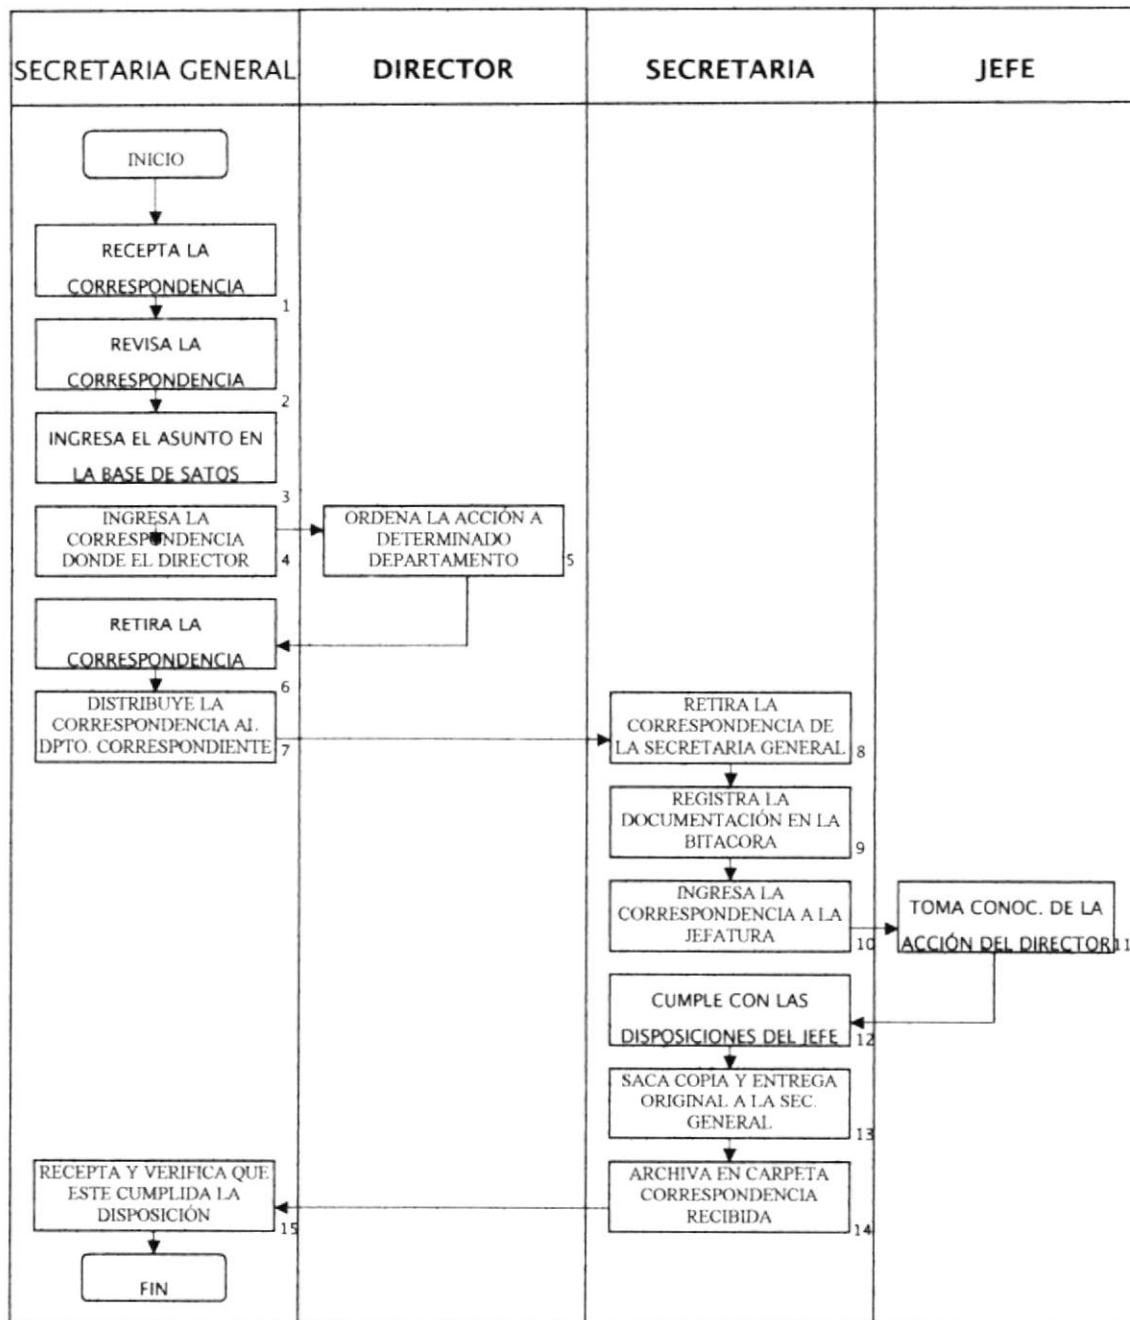 SECRETARIA GENERAL
DIRECTOR
SECRETARIA
JEFE
INICIO
RECEPTA LA
CORRESPONDENCIA
1
REVISA LA
CORRESPONDENCIA
2
INGRESA EL ASUNTO EN
LA BASE DE SATOS
3
INGRESA LA
CORRESPONDENCIA
DONDE EL DIRECTOR
4
ORDENA LA ACCIÓN A
DETERMINADO
DEPARTAMENTO
5
RETIRA LA
CORRESPONDENCIA
6
DISTRIBUYE LA
CORRESPONDENCIA AL
DPTO. CORRESPONDIENTE
7
RETIRA LA
CORRESPONDENCIA DE
LA SECRETARIA GENERAL
8
REGISTRA LA
DOCUMENTACIÓN EN LA
BITACORA
9
INGRESA LA
CORRESPONDENCIA A LA
JEFATURA
10
TOMA CONOC. DE LA
ACCIÓN DEL DIRECTOR
11
CUMPLE CON LAS
DISPOSICIONES DEL JEFE
12
SACA COPIA Y ENTREGA
ORIGINAL A LA SEC.
GENERAL
13
ARCHIVA EN CARPETA
CORRESPONDENCIA
RECIBIDA
14
RECEPTA Y VERIFICA QUE
ESTE CUMPLIDA LA
DISPOSICIÓN
15
FIN